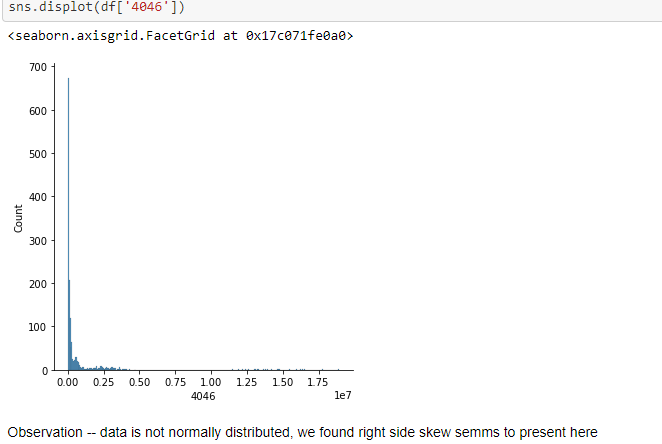 sns.displot(df['4046'])
<seaborn.axisgrid.FacetGrid at 0x17c071fe0a0>
700
600
500
400
300
200
100
0
Count
0.00 0.25 0.50 0.75 1.00 1.25 1.50 1.75
4046
1e7
Observation -- data is not normally distributed, we found right side skew semms to present here